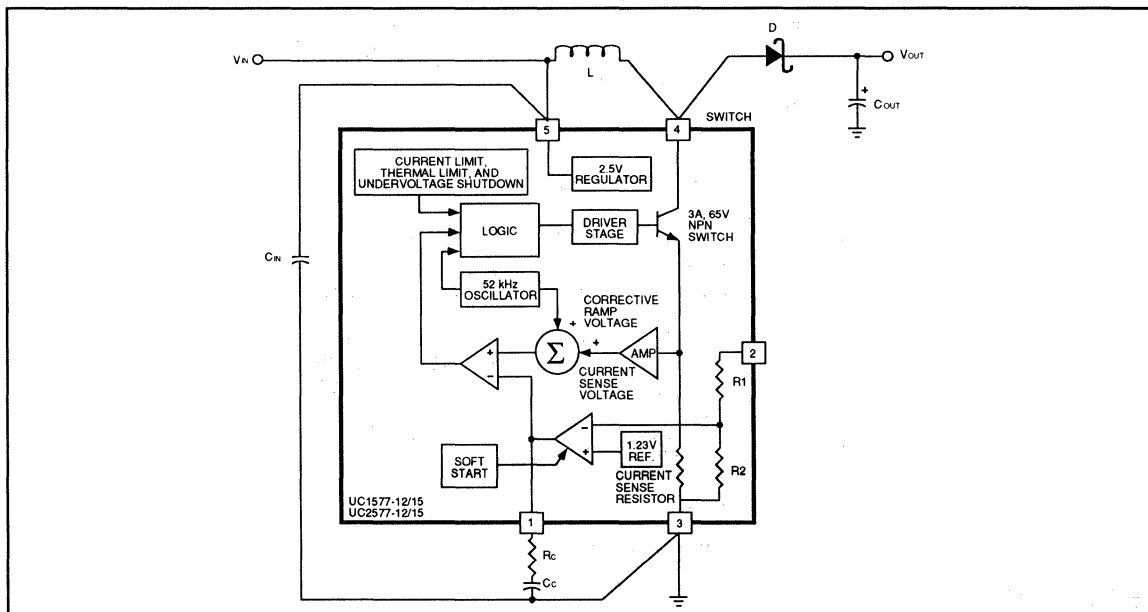 D
VIN
VOUT
L
+
COUT
SWITCH
5
4
CURRENT LIMIT,
THERMAL LIMIT, AND
UNDERVOLTAGE SHUTDOWN
2.5V
REGULATOR
LOGIC
DRIVER
STAGE
3A, 65V
NPN
SWITCH
CIN
52 kHz
OSCILLATOR
+
CORRECTIVE
RAMP
VOLTAGE
+
Σ
AMP
2
+
−
CURRENT
SENSE
VOLTAGE
R1
−
+
1.23V
REF.
SOFT
START
R2
CURRENT
SENSE
RESISTOR
UC1577-12/15
UC2577-12/15
1
3
RC
CC